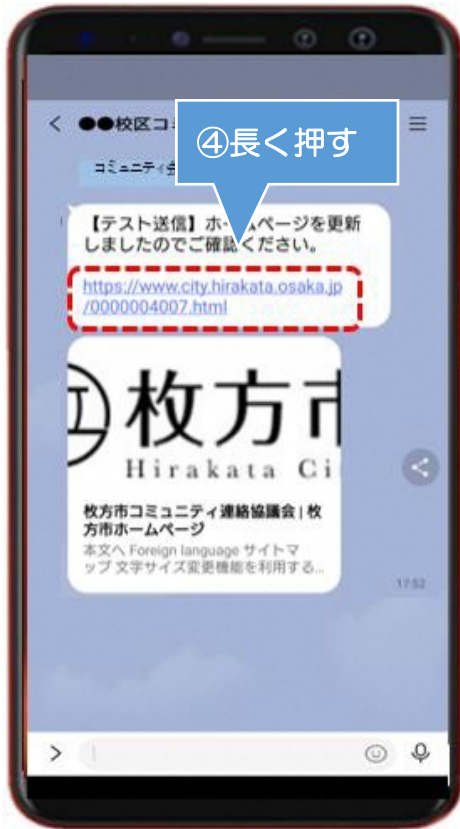 ●●校区コミ
④長く押す
コミュニティ会
【テスト送信】ホームページを更新
しましたのでご確認ください。
https://www.city.hirakata.osaka.jp
/0000004007.html
枚方市
Hirakata Ci
枚方市コミュニティ連絡協議会 | 枚
方市ホームページ
本文へ Foreign language サイトマ
ップ 文字サイズ変更機能を利用する...
17:52